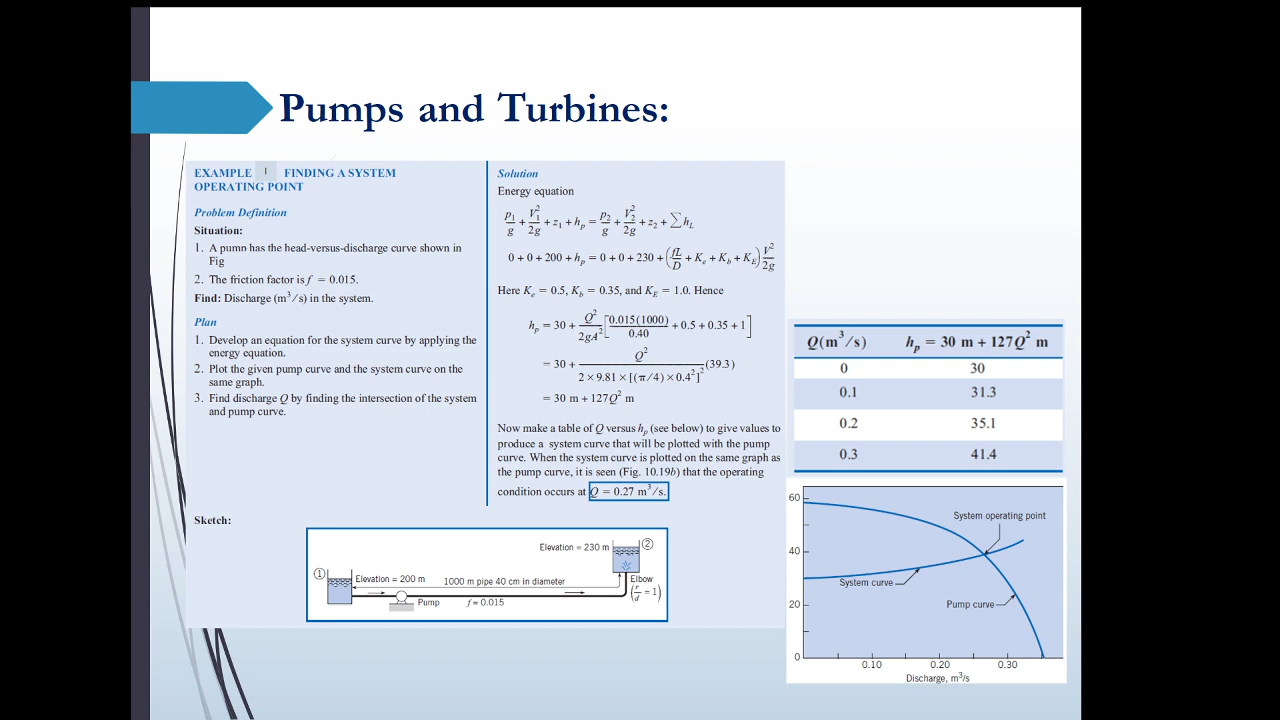 Pumps and Turbines:
EXAMPLE I FINDING A SYSTEM
OPERATING POINT
Problem Definition
Situation:
1. A pump has the head-versus-discharge curve shown in
Fig
2. The friction factor is f = 0.015.
Find: Discharge (m³/s) in the system.
Plan
1. Develop an equation for the system curve by applying the
energy equation.
2. Plot the given pump curve and the system curve on the
same graph.
3. Find discharge Q by finding the intersection of the system
and pump curve.
Solution
Energy equation
p₁/g + V₁²/2g + z₁ + hₚ = p₂/g + V₂²/2g + z₂ + ∑h_L
0 + 0 + 200 + hₚ = 0 + 0 + 230 + (fL/D + Kₑ + K_b + K_E) V²/2g
Here Kₑ = 0.5, K_b = 0.35, and K_E = 1.0. Hence
hₚ = 30 + Q²/2gA² [0.015(1000)/0.40 + 0.5 + 0.35 + 1]
= 30 + Q²/2 × 9.81 × [(π/4) × 0.4²]² (39.3)
= 30 m + 127Q² m
Now make a table of Q versus hₚ (see below) to give values to
produce a system curve that will be plotted with the pump
curve. When the system curve is plotted on the same graph as
the pump curve, it is seen (Fig. 10.19b) that the operating
condition occurs at Q = 0.27 m³/s.
Sketch:
① Elevation = 200 m
Pump
1000 m pipe 40 cm in diameter
f = 0.015
Elevation = 230 m ②
Elbow
(r/d = 1)
Q(m³/s) hₚ = 30 m + 127Q² m
0 30
0.1 31.3
0.2 35.1
0.3 41.4
60
40
20
0
System operating point
System curve
Pump curve
0.10 0.20 0.30
Discharge, m³/s